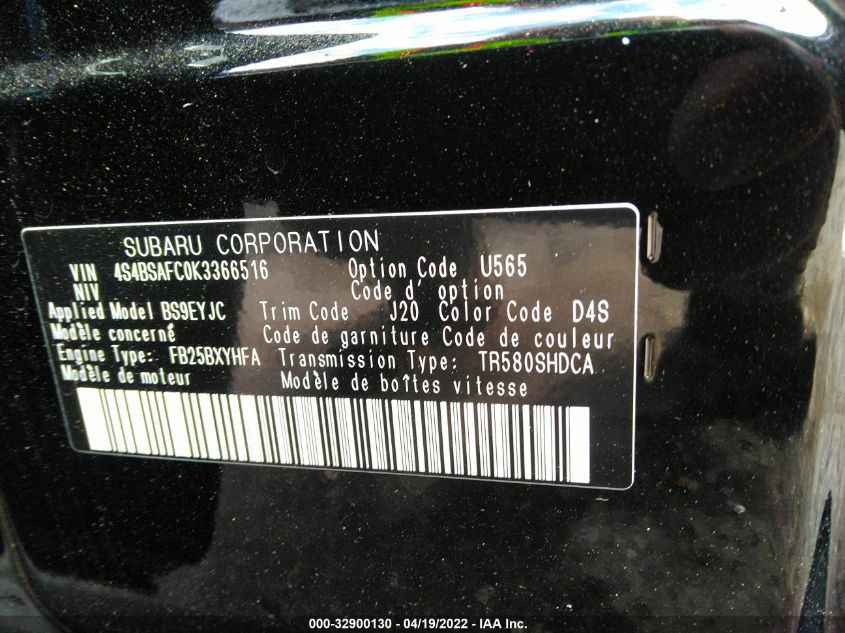 SUBARU CORPORATION
VIN 4S4BSAFC0K3366516 Option Code U565
NIV Code d' option
Applied Model BS9EYJC Trim Code J20 Color Code D4S
Modèle concerné Code de garniture Code de couleur
Engine Type: FB25BXYHFA Transmission Type: TR580SHDCA
Modèle de moteur Modèle de boîtes vitesse
000-32900130 - 04/19/2022 - IAA Inc.